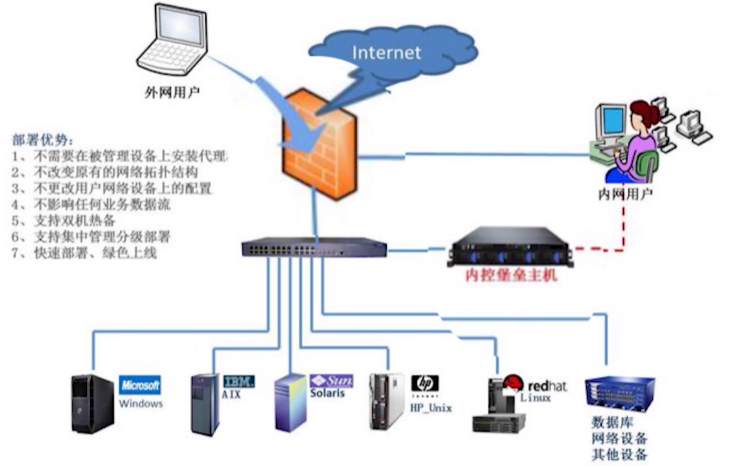 Internet
外网用户
部署优势：
1、不需要在被管理设备上安装代理
2、不改变原有的网络拓扑结构
3、不更改用户网络设备上的配置
4、不影响任何业务数据流
5、支持双机热备
6、支持集中管理分级部署
7、快速部署、绿色上线
内网用户
内控堡垒主机
Microsoft
Windows
IBM
AIX
Sun
Solaris
hp
invent
HP_Unix
redhat
Linux
数据库
网络设备
其他设备